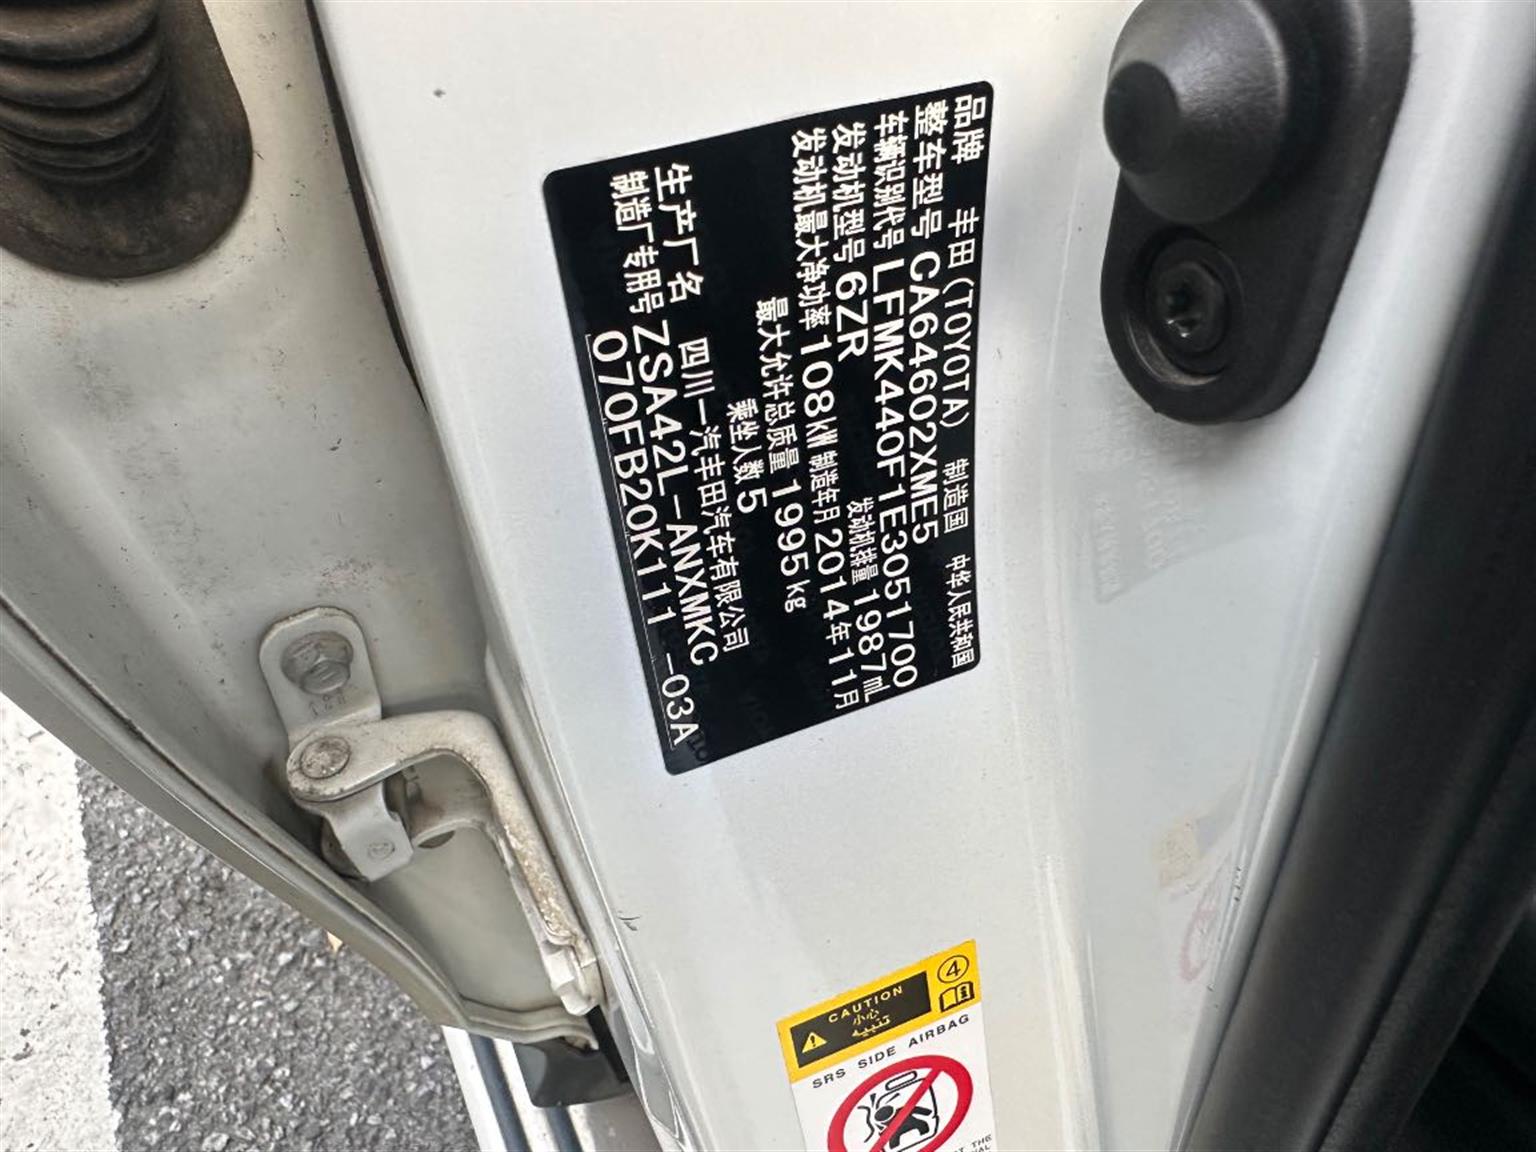 品牌 丰田(TOYOTA) 制造国 中华人民共和国
整车型号 CA64602XME5
车辆识别代号 LFMK440F1E3051700
发动机型号 6ZR 发动机排量 1987mL
发动机最大净功率 108kW 制造年月 2014年11月
最大允许总质量 1995kg
乘坐人数 5
生产厂名 四川一汽丰田汽车有限公司
制造厂专用号 ZSA42L-ANXMKC
070FB20K111 -03A
④
CAUTION
小心
تنبيه
SRS SIDE AIRBAG